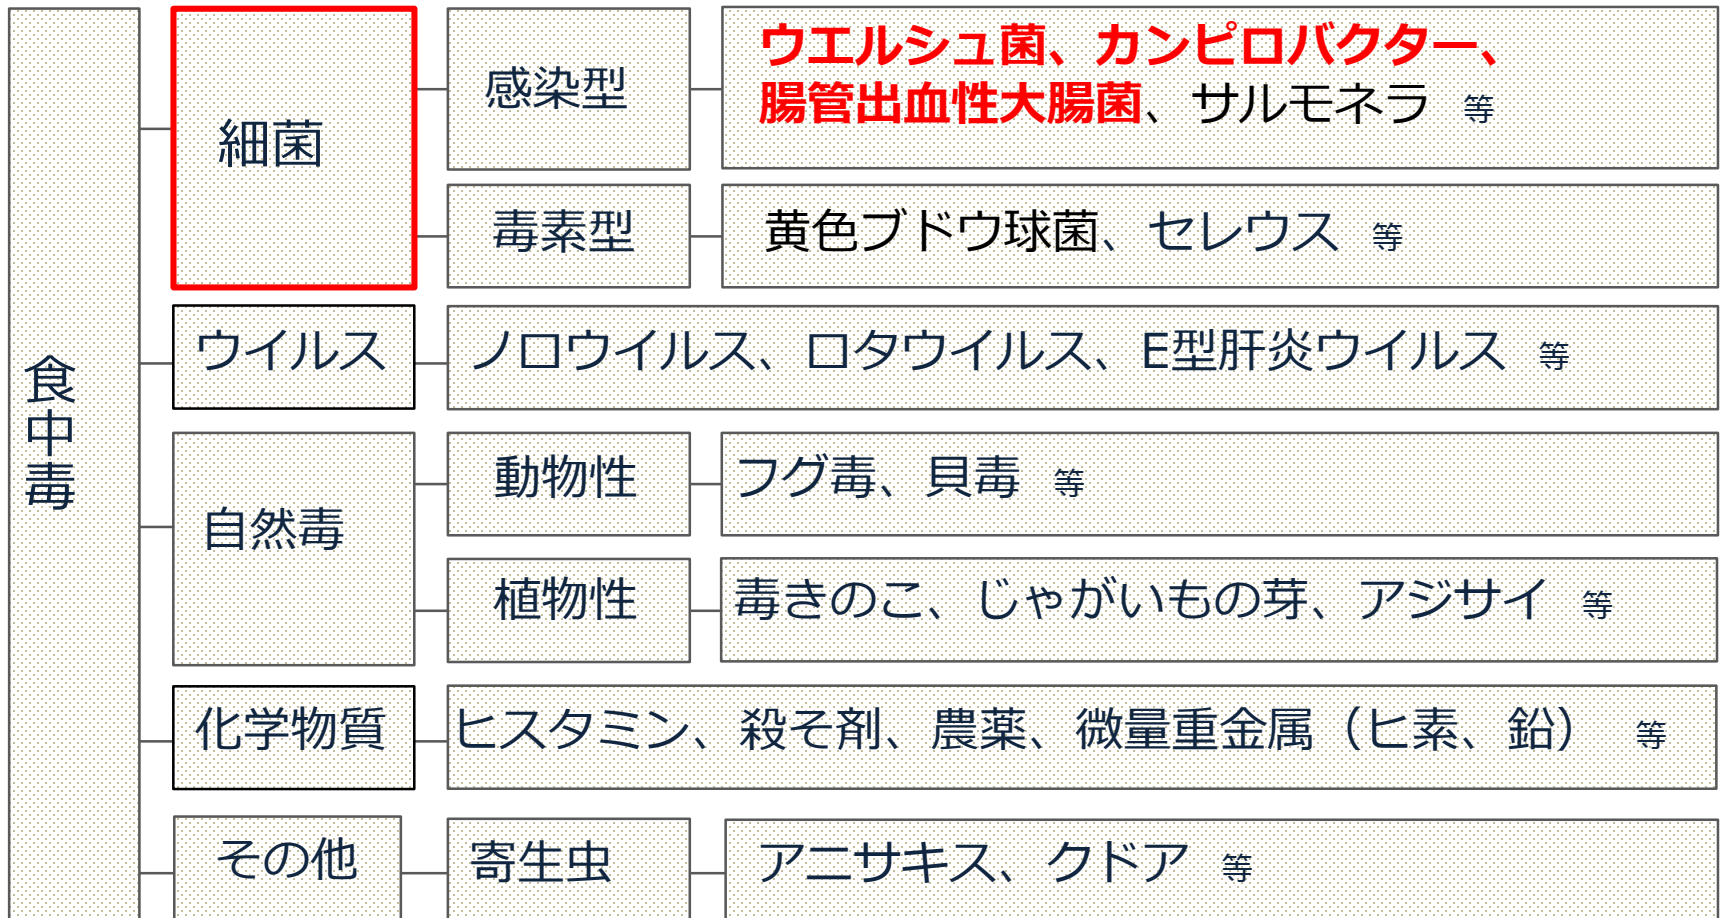 食中毒
細菌
感染型
ウエルシュ菌、カンピロバクター、
腸管出血性大腸菌、サルモネラ 等
毒素型
黄色ブドウ球菌、セレウス 等
ウイルス
ノロウイルス、ロタウイルス、E型肝炎ウイルス 等
自然毒
動物性
フグ毒、貝毒 等
植物性
毒きのこ、じゃがいもの芽、アジサイ 等
化学物質
ヒスタミン、殺そ剤、農薬、微量重金属（ヒ素、鉛） 等
その他
寄生虫
アニサキス、クドア 等